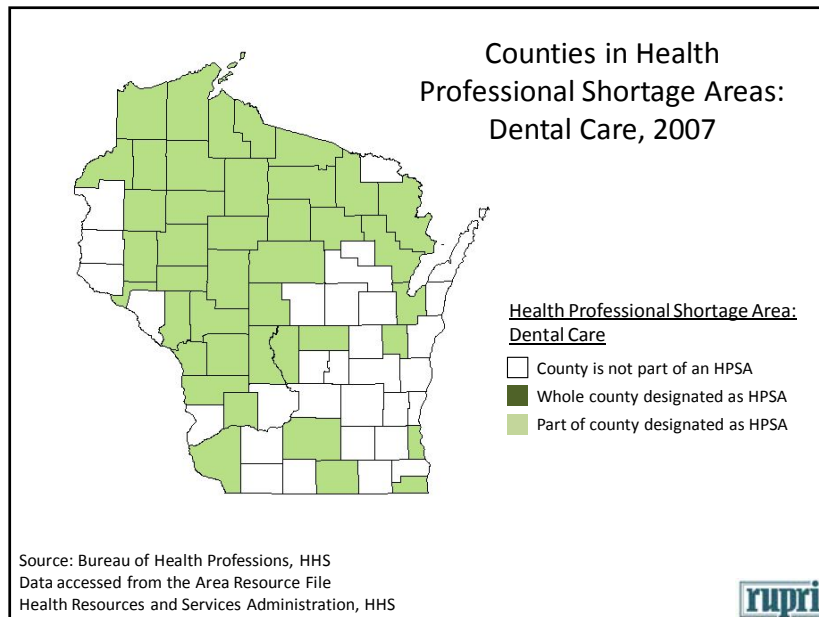 Counties in Health
Professional Shortage Areas:
Dental Care, 2007
Health Professional Shortage Area:
Dental Care
County is not part of an HPSA
Whole county designated as HPSA
Part of county designated as HPSA
Source: Bureau of Health Professions, HHS
Data accessed from the Area Resource File
Health Resources and Services Administration, HHS
rupri